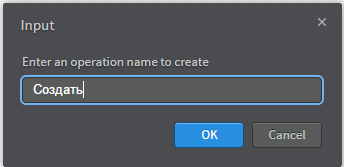 Input
Enter an operation name to create
Создать
OK
Cancel